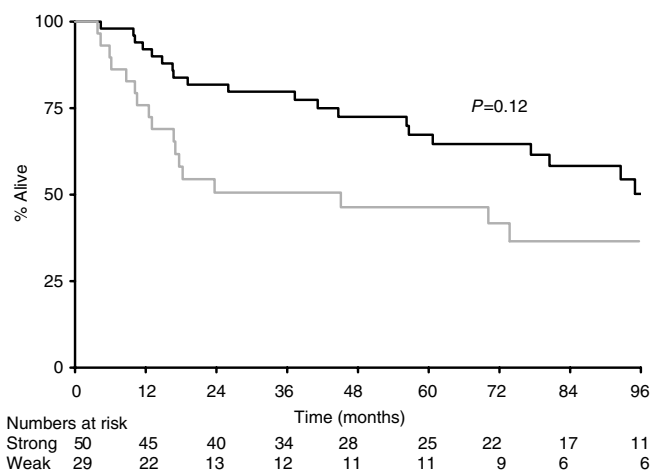 100
75
50
25
0
% Alive
P=0.12
0 12 24 36 48 60 72 84 96
Time (months)
Numbers at risk
Strong 50 45 40 34 28 25 22 17 11
Weak 29 22 13 12 11 11 9 6 6